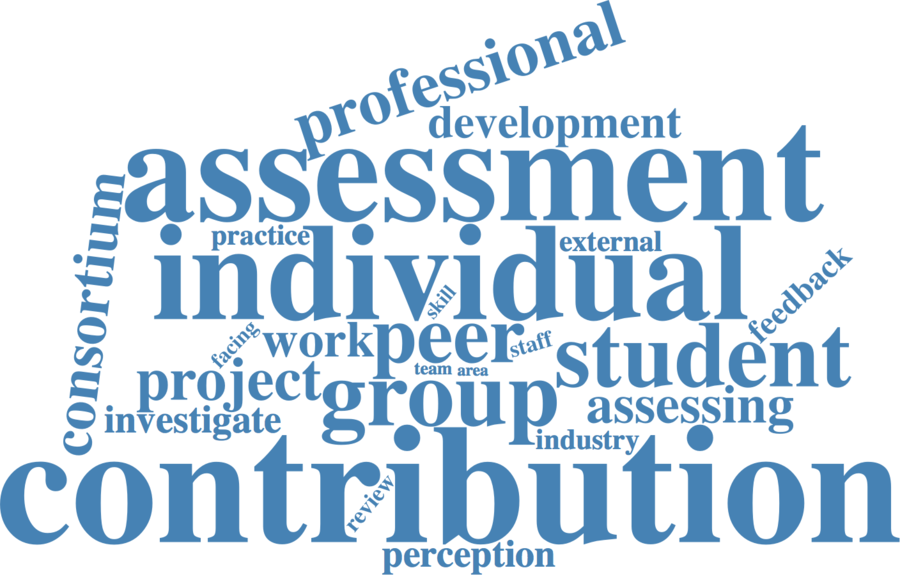 professional
development
assessment
consortium
practice
external
individual
skill
feedback
facing
work
peer
staff
student
team
area
project
group
assessing
investigate
industry
contribution
review
perception